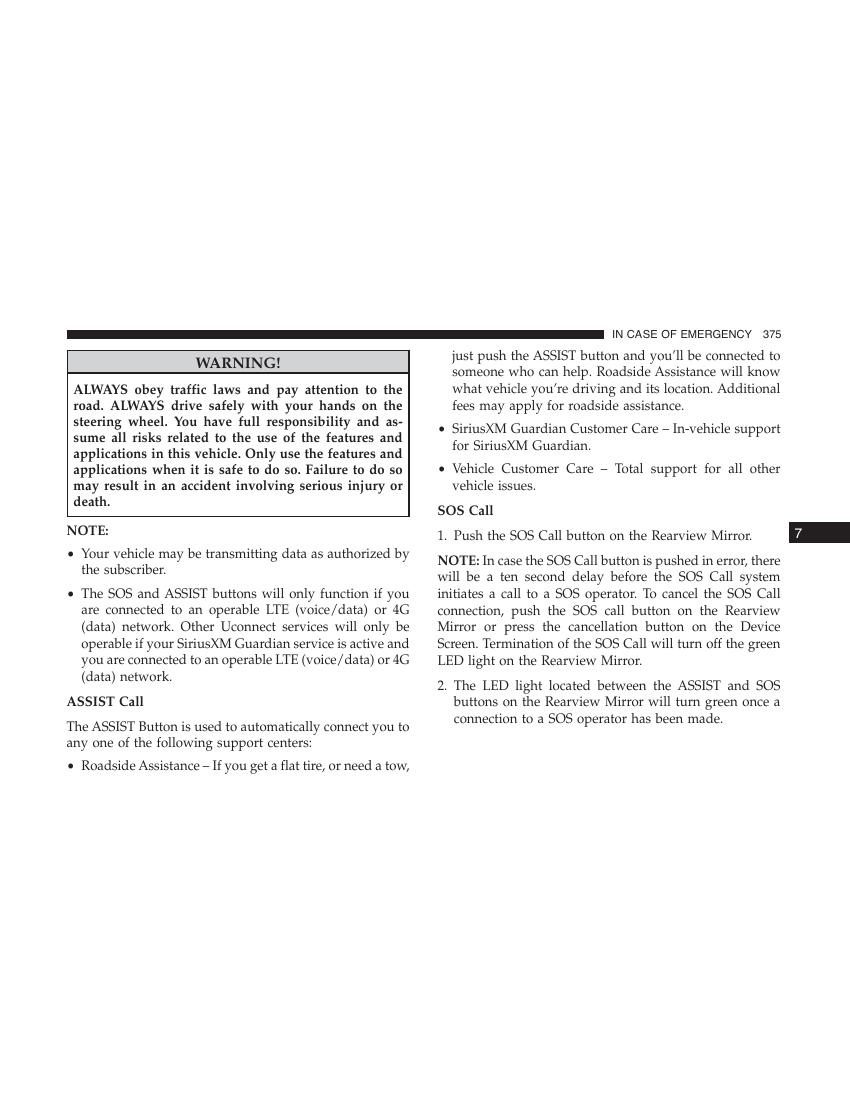 IN CASE OF EMERGENCY 375
WARNING!
ALWAYS obey traffic laws and pay attention to the
road. ALWAYS drive safely with your hands on the
steering wheel. You have full responsibility and as-
sume all risks related to the use of the features and
applications in this vehicle. Only use the features and
applications when it is safe to do so. Failure to do so
may result in an accident involving serious injury or
death.
NOTE:
• Your vehicle may be transmitting data as authorized by
the subscriber.
• The SOS and ASSIST buttons will only function if you
are connected to an operable LTE (voice/data) or 4G
(data) network. Other Uconnect services will only be
operable if your SiriusXM Guardian service is active and
you are connected to an operable LTE (voice/data) or 4G
(data) network.
ASSIST Call
The ASSIST Button is used to automatically connect you to
any one of the following support centers:
• Roadside Assistance – If you get a flat tire, or need a tow,
just push the ASSIST button and you’ll be connected to
someone who can help. Roadside Assistance will know
what vehicle you’re driving and its location. Additional
fees may apply for roadside assistance.
• SiriusXM Guardian Customer Care – In-vehicle support
for SiriusXM Guardian.
• Vehicle Customer Care – Total support for all other
vehicle issues.
SOS Call
1. Push the SOS Call button on the Rearview Mirror.
NOTE: In case the SOS Call button is pushed in error, there
will be a ten second delay before the SOS Call system
initiates a call to a SOS operator. To cancel the SOS Call
connection, push the SOS call button on the Rearview
Mirror or press the cancellation button on the Device
Screen. Termination of the SOS Call will turn off the green
LED light on the Rearview Mirror.
2. The LED light located between the ASSIST and SOS
buttons on the Rearview Mirror will turn green once a
connection to a SOS operator has been made.
7